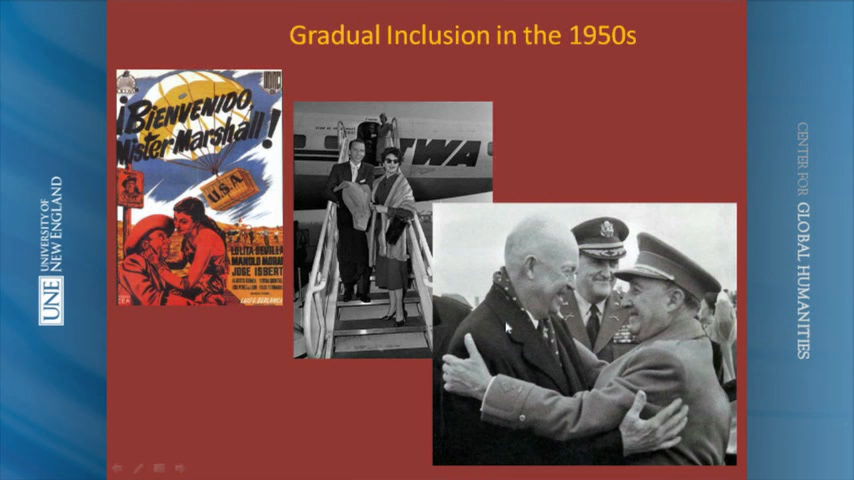 Gradual Inclusion in the 1950s
¡BIENVENIDO,
Mister Marshall!
U.S.A.
LOLITA SEVILLA
MANOLO MORAN
JOSE ISBERT
TWA
UNE
UNIVERSITY OF
NEW ENGLAND
CENTER FOR GLOBAL HUMANITIES